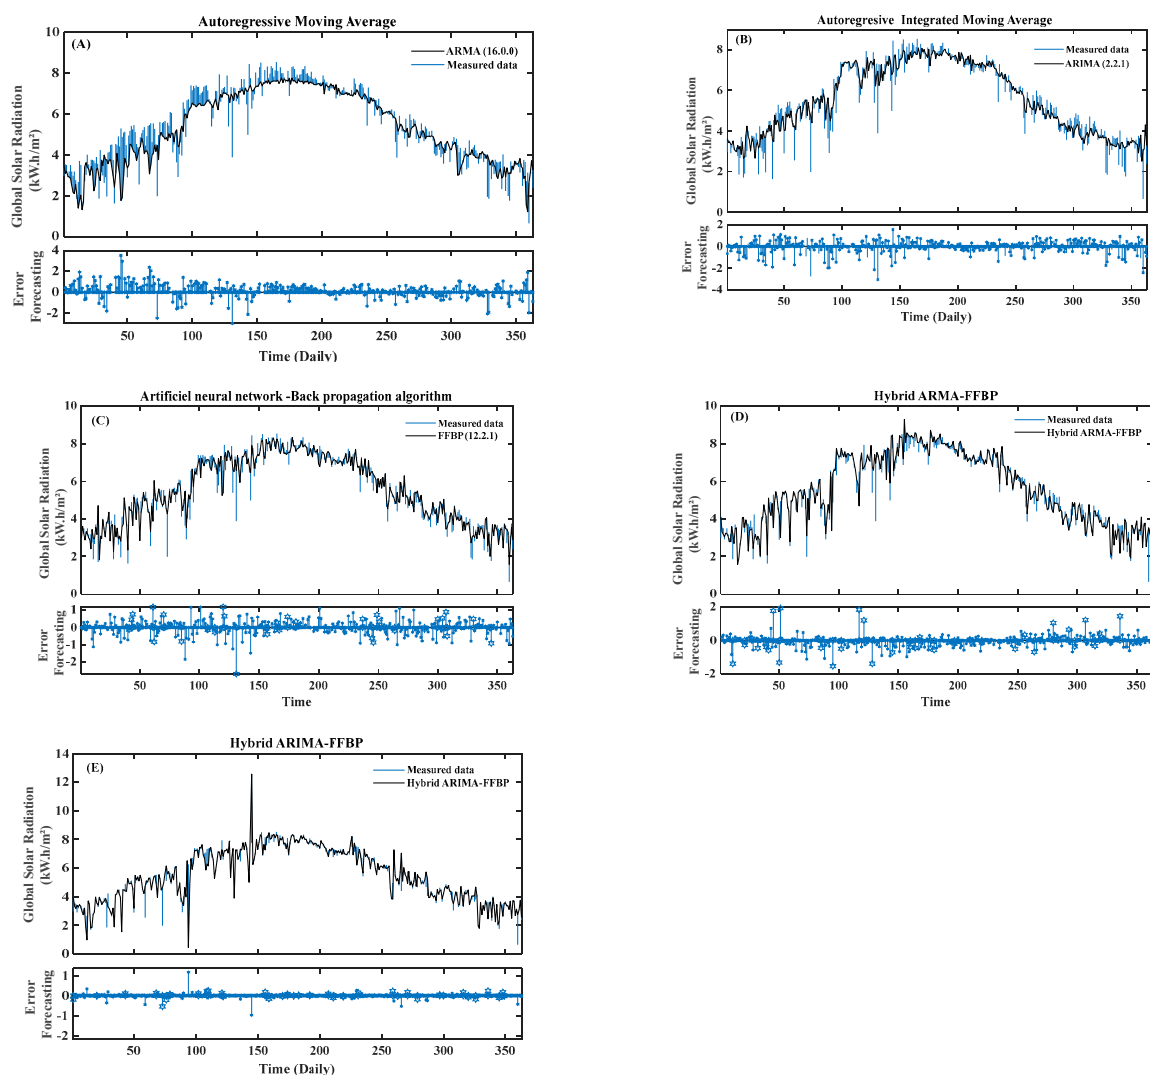 Autoregressive Moving Average
(A)
ARMA (16.0.0)
Measured data
Global Solar Radiation
(kW.h/m²)
10
8
6
4
2
0
Error
Forecasting
4
2
0
-2
50
100
150
200
250
300
350
Time (Daily)
Autoregresive Integrated Moving Average
(B)
Measured data
ARIMA (2.2.1)
Global Solar Radiation
(kW.h/m²)
8
6
4
2
0
Error
Forecasting
2
0
-2
-4
50
100
150
200
250
300
350
Time (Daily)
Artificiel neural network -Back propagation algorithm
(C)
Measured data
FFBP (12.2.1)
Global Solar Radiation
(kW.h/m²)
10
8
6
4
2
0
Error
Forecasting
1
0
-1
-2
50
100
150
200
250
300
350
Time
Hybrid ARMA-FFBP
(D)
Measured data
Hybrid ARMA-FFBP
Global Solar Radiation
(kW.h/m²)
10
8
6
4
2
0
Error
Forecasting
2
0
-2
50
100
150
200
250
300
350
Time
Hybrid ARIMA-FFBP
(E)
Measured data
Hybrid ARIMA-FFBP
Global Solar Radiation
(kW.h/m²)
14
12
10
8
6
4
2
0
Error
Forecasting
1
0
-1
-2
50
100
150
200
250
300
350
Time (Daily)